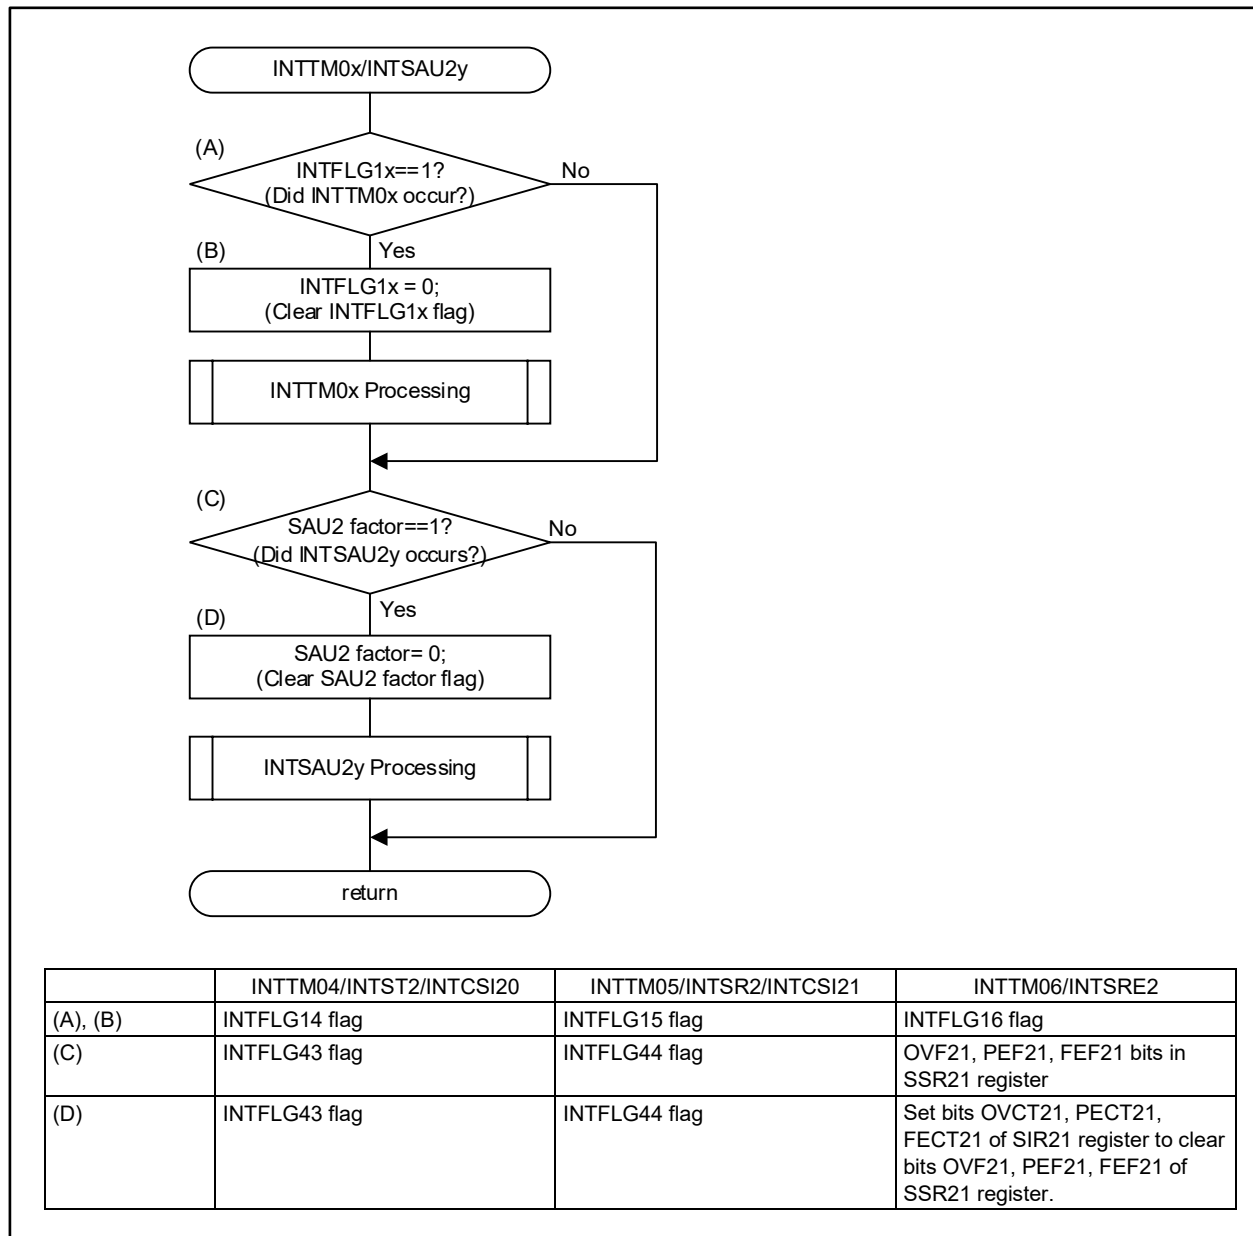 INTTM0x/INTSAU2y
(A)
INTFLG1x==1?
(Did INTTM0x occur?)
No
Yes
(B)
INTFLG1x = 0;
(Clear INTFLG1x flag)
INTTM0x Processing
(C)
SAU2 factor==1?
(Did INTSAU2y occurs?)
No
Yes
(D)
SAU2 factor= 0;
(Clear SAU2 factor flag)
INTSAU2y Processing
return
INTTM04/INTST2/INTCSI20 INTTM05/INTSR2/INTCSI21 INTTM06/INTSRE2
(A), (B) INTFLG14 flag INTFLG15 flag INTFLG16 flag
(C) INTFLG43 flag INTFLG44 flag OVF21, PEF21, FEF21 bits in
SSR21 register
(D) INTFLG43 flag INTFLG44 flag Set bits OVCT21, PECT21,
FECT21 of SIR21 register to clear
bits OVF21, PEF21, FEF21 of
SSR21 register.